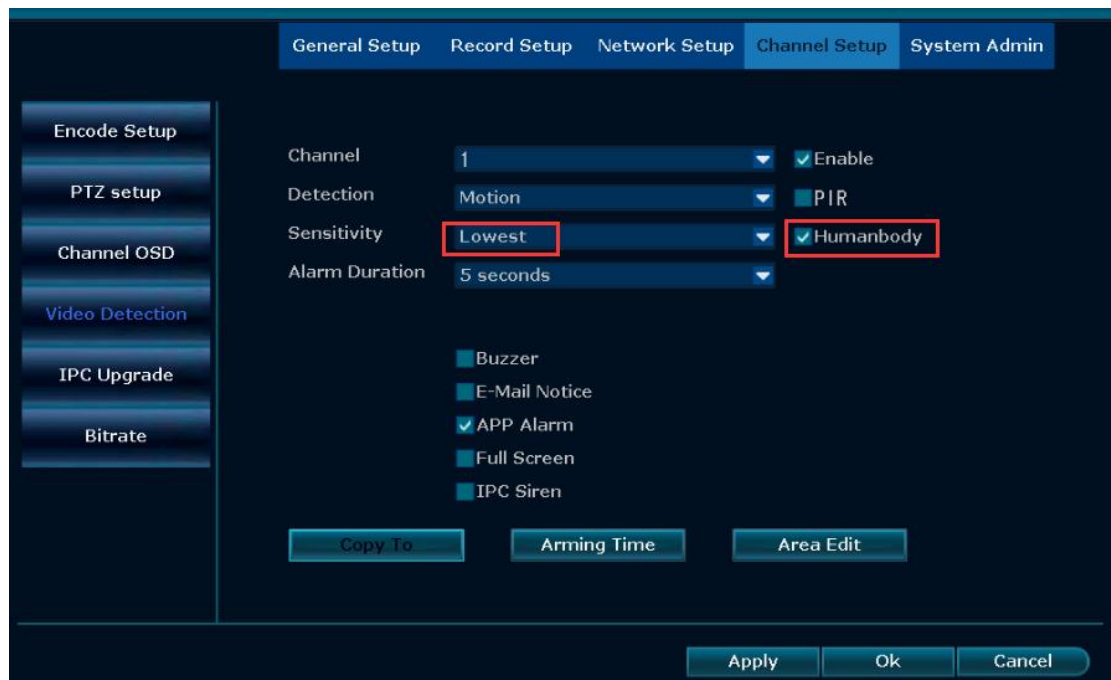 General Setup Record Setup Network Setup Channel Setup System Admin
Encode Setup
PTZ setup
Channel OSD
Video Detection
IPC Upgrade
Bitrate
Channel 1 Enable
Detection Motion PIR
Sensitivity Lowest Humanbody
Alarm Duration 5 seconds
Buzzer
E-Mail Notice
APP Alarm
Full Screen
IPC Siren
Copy To Arming Time Area Edit
Apply Ok Cancel